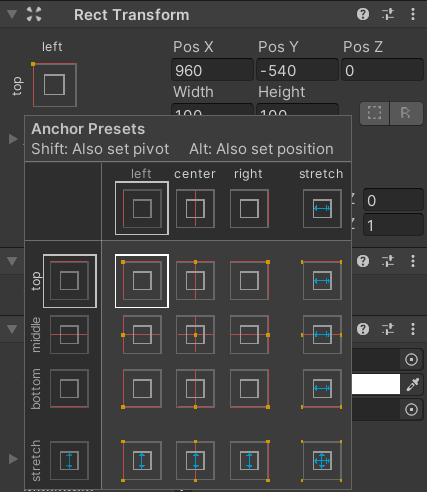 Rect Transform
left
top
Pos X Pos Y Pos Z
960 -540 0
Width Height
100 100
R
Anchor Presets
Shift: Also set pivot Alt: Also set position
left center right stretch
Z 0
Z 1
top
middle
bottom
stretch